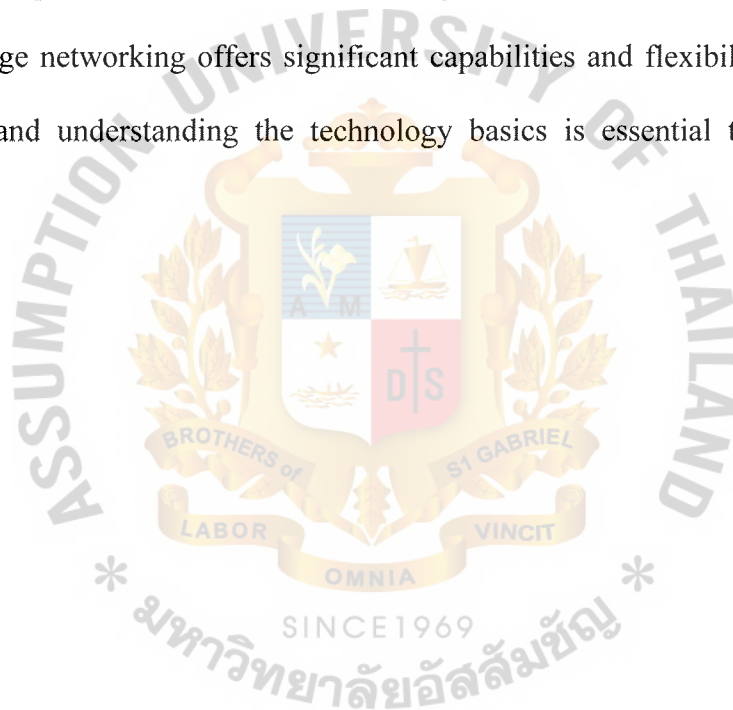 ge networking offers significant capabilities and flexibil
and understanding the technology basics is essential t
ASSUMPTION UNIVERSITY OF THAILAND
A M
D S
BROTHERS of
S1 GABRIEL
LABOR
VINCIT
OMNIA
* *
SINCE1969
มหาวิทยาลัยอัสสัมชัญ